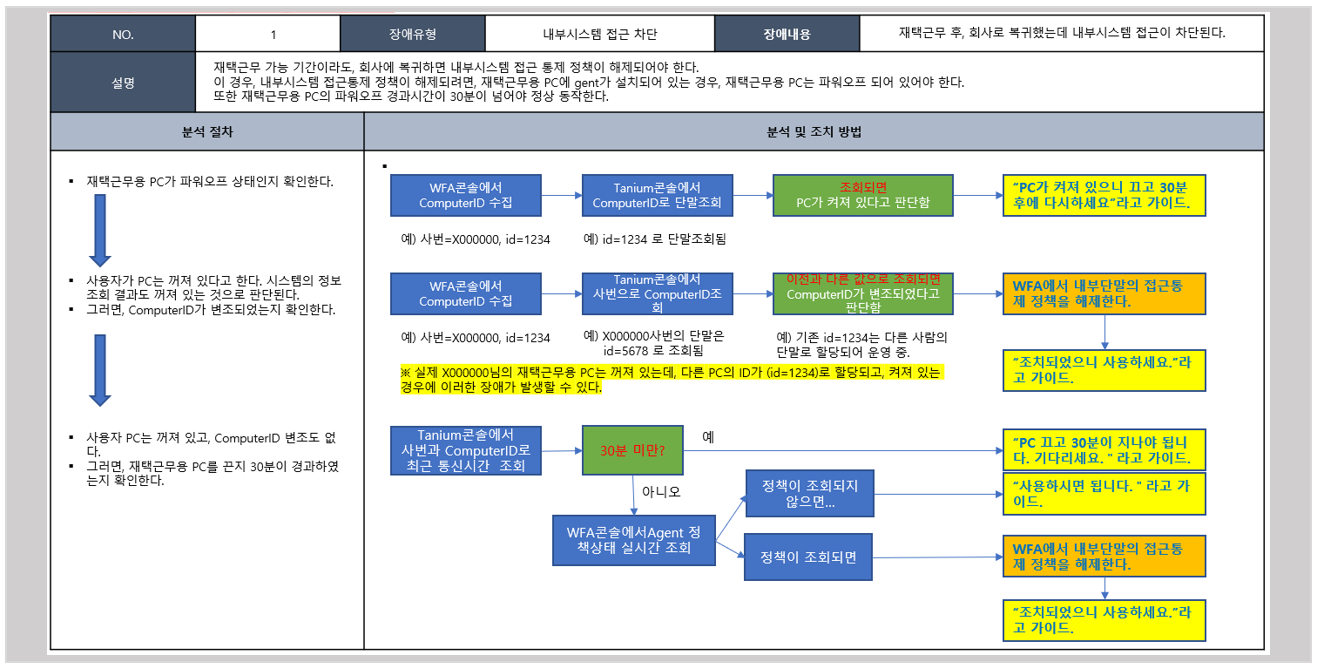 NO.
1
장애유형
내부시스템 접근 차단
장애내용
재택근무 후, 회사로 복귀했는데 내부시스템 접근이 차단된다.
설명
재택근무 가능 기간이라도, 회사에 복귀하면 내부시스템 접근 통제 정책이 해제되어야 한다.
이 경우, 내부시스템 접근통제 정책이 해제되려면, 재택근무용 PC에 gent가 설치되어 있는 경우, 재택근무용 PC는 파워오프 되어 있어야 한다.
또한 재택근무용 PC의 파워오프 경과시간이 30분이 넘어야 정상 동작한다.
분석 절차
분석 및 조치 방법
▪ 재택근무용 PC가 파워오프 상태인지 확인한다.
▪
WFA콘솔에서
ComputerID 수집
Tanium콘솔에서
ComputerID로 단말조회
조회되면
PC가 켜져 있다고 판단함
"PC가 켜져 있으니 끄고 30분
후에 다시하세요"라고 가이드.
예) 사번=X000000, id=1234
예) id=1234 로 단말조회됨
▪ 사용자가 PC는 꺼져 있다고 한다. 시스템의 정보
조회 결과도 꺼져 있는 것으로 판단된다.
▪ 그러면, ComputerID가 변조되었는지 확인한다.
WFA콘솔에서
ComputerID 수집
Tanium콘솔에서
사번으로 ComputerID조
회
이전과 다른 값으로 조회되면
ComputerID가 변조되었다고
판단함
WFA에서 내부단말의 접근통
제 정책을 해제한다.
예) 사번=X000000, id=1234
예) X000000사번의 단말은
id=5678 로 조회됨
예) 기존 id=1234는 다른 사람의
단말로 할당되어 운영 중.
"조치되었으니 사용하세요."라
고 가이드.
※ 실제 X000000님의 재택근무용 PC는 꺼져 있는데, 다른 PC의 ID가 (id=1234)로 할당되고, 켜져 있는
경우에 이러한 장애가 발생할 수 있다.
▪ 사용자 PC는 꺼져 있고, ComputerID 변조도 없
다.
▪ 그러면, 재택근무용 PC를 끈지 30분이 경과하였
는지 확인한다.
Tanium콘솔에서
사번과 ComputerID로
최근 통신시간 조회
30분 미만?
예
"PC 끄고 30분이 지나야 됩니
다. 기다리세요. " 라고 가이드.
아니오
정책이 조회되지
않으면...
"사용하시면 됩니다. " 라고 가
이드.
WFA콘솔에서Agent 정
책상태 실시간 조회
정책이 조회되면
WFA에서 내부단말의 접근통
제 정책을 해제한다.
"조치되었으니 사용하세요."라
고 가이드.